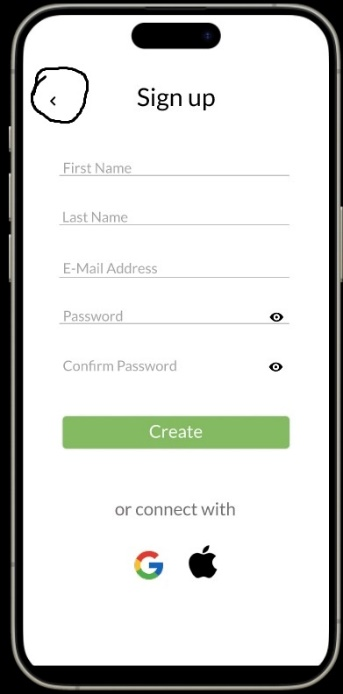 Sign up
First Name
Last Name
E-Mail Address
Password
Confirm Password
Create
or connect with